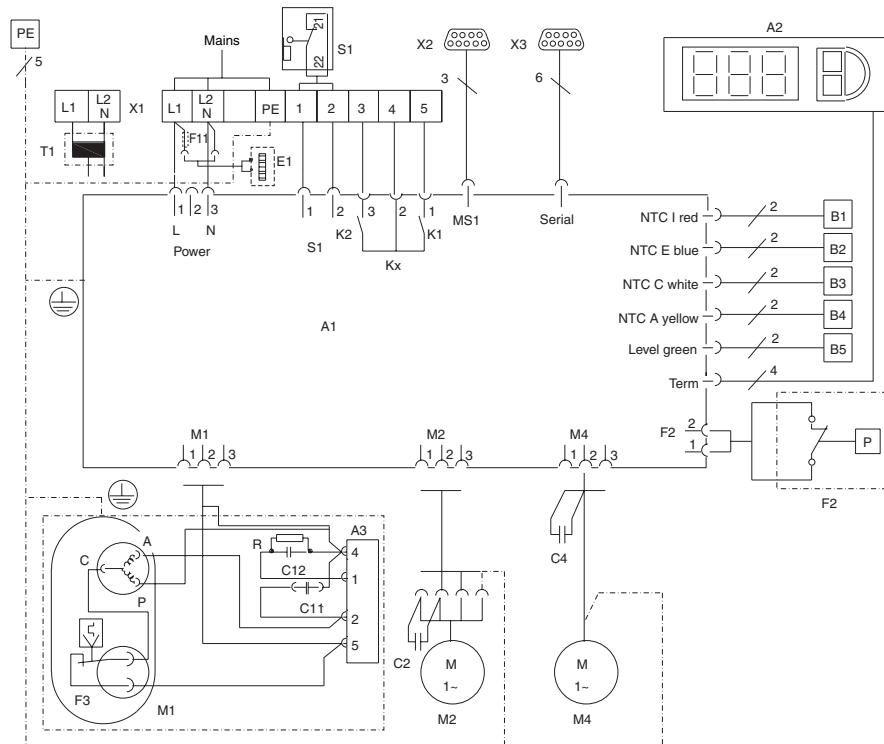 PE
5
Mains
21
22
S1
X2
X3
A2
3
6
L1
L2
N
X1
L1
L2
N
PE
1
2
3
4
5
T1
F11
E1
1
2
3
L
N
Power
1
2
S1
3
2
1
K2
K1
Kx
MS1
Serial
NTC I red
2
B1
NTC E blue
2
B2
NTC C white
2
B3
NTC A yellow
2
B4
Level green
2
B5
Term
4
A1
M1
1
2
3
M2
1
2
3
M4
1
2
3
F2
2
1
P
F2
A
C
P
R
C12
C11
A3
4
1
2
5
F3
M1
C2
M
1~
M2
C4
M
1~
M4